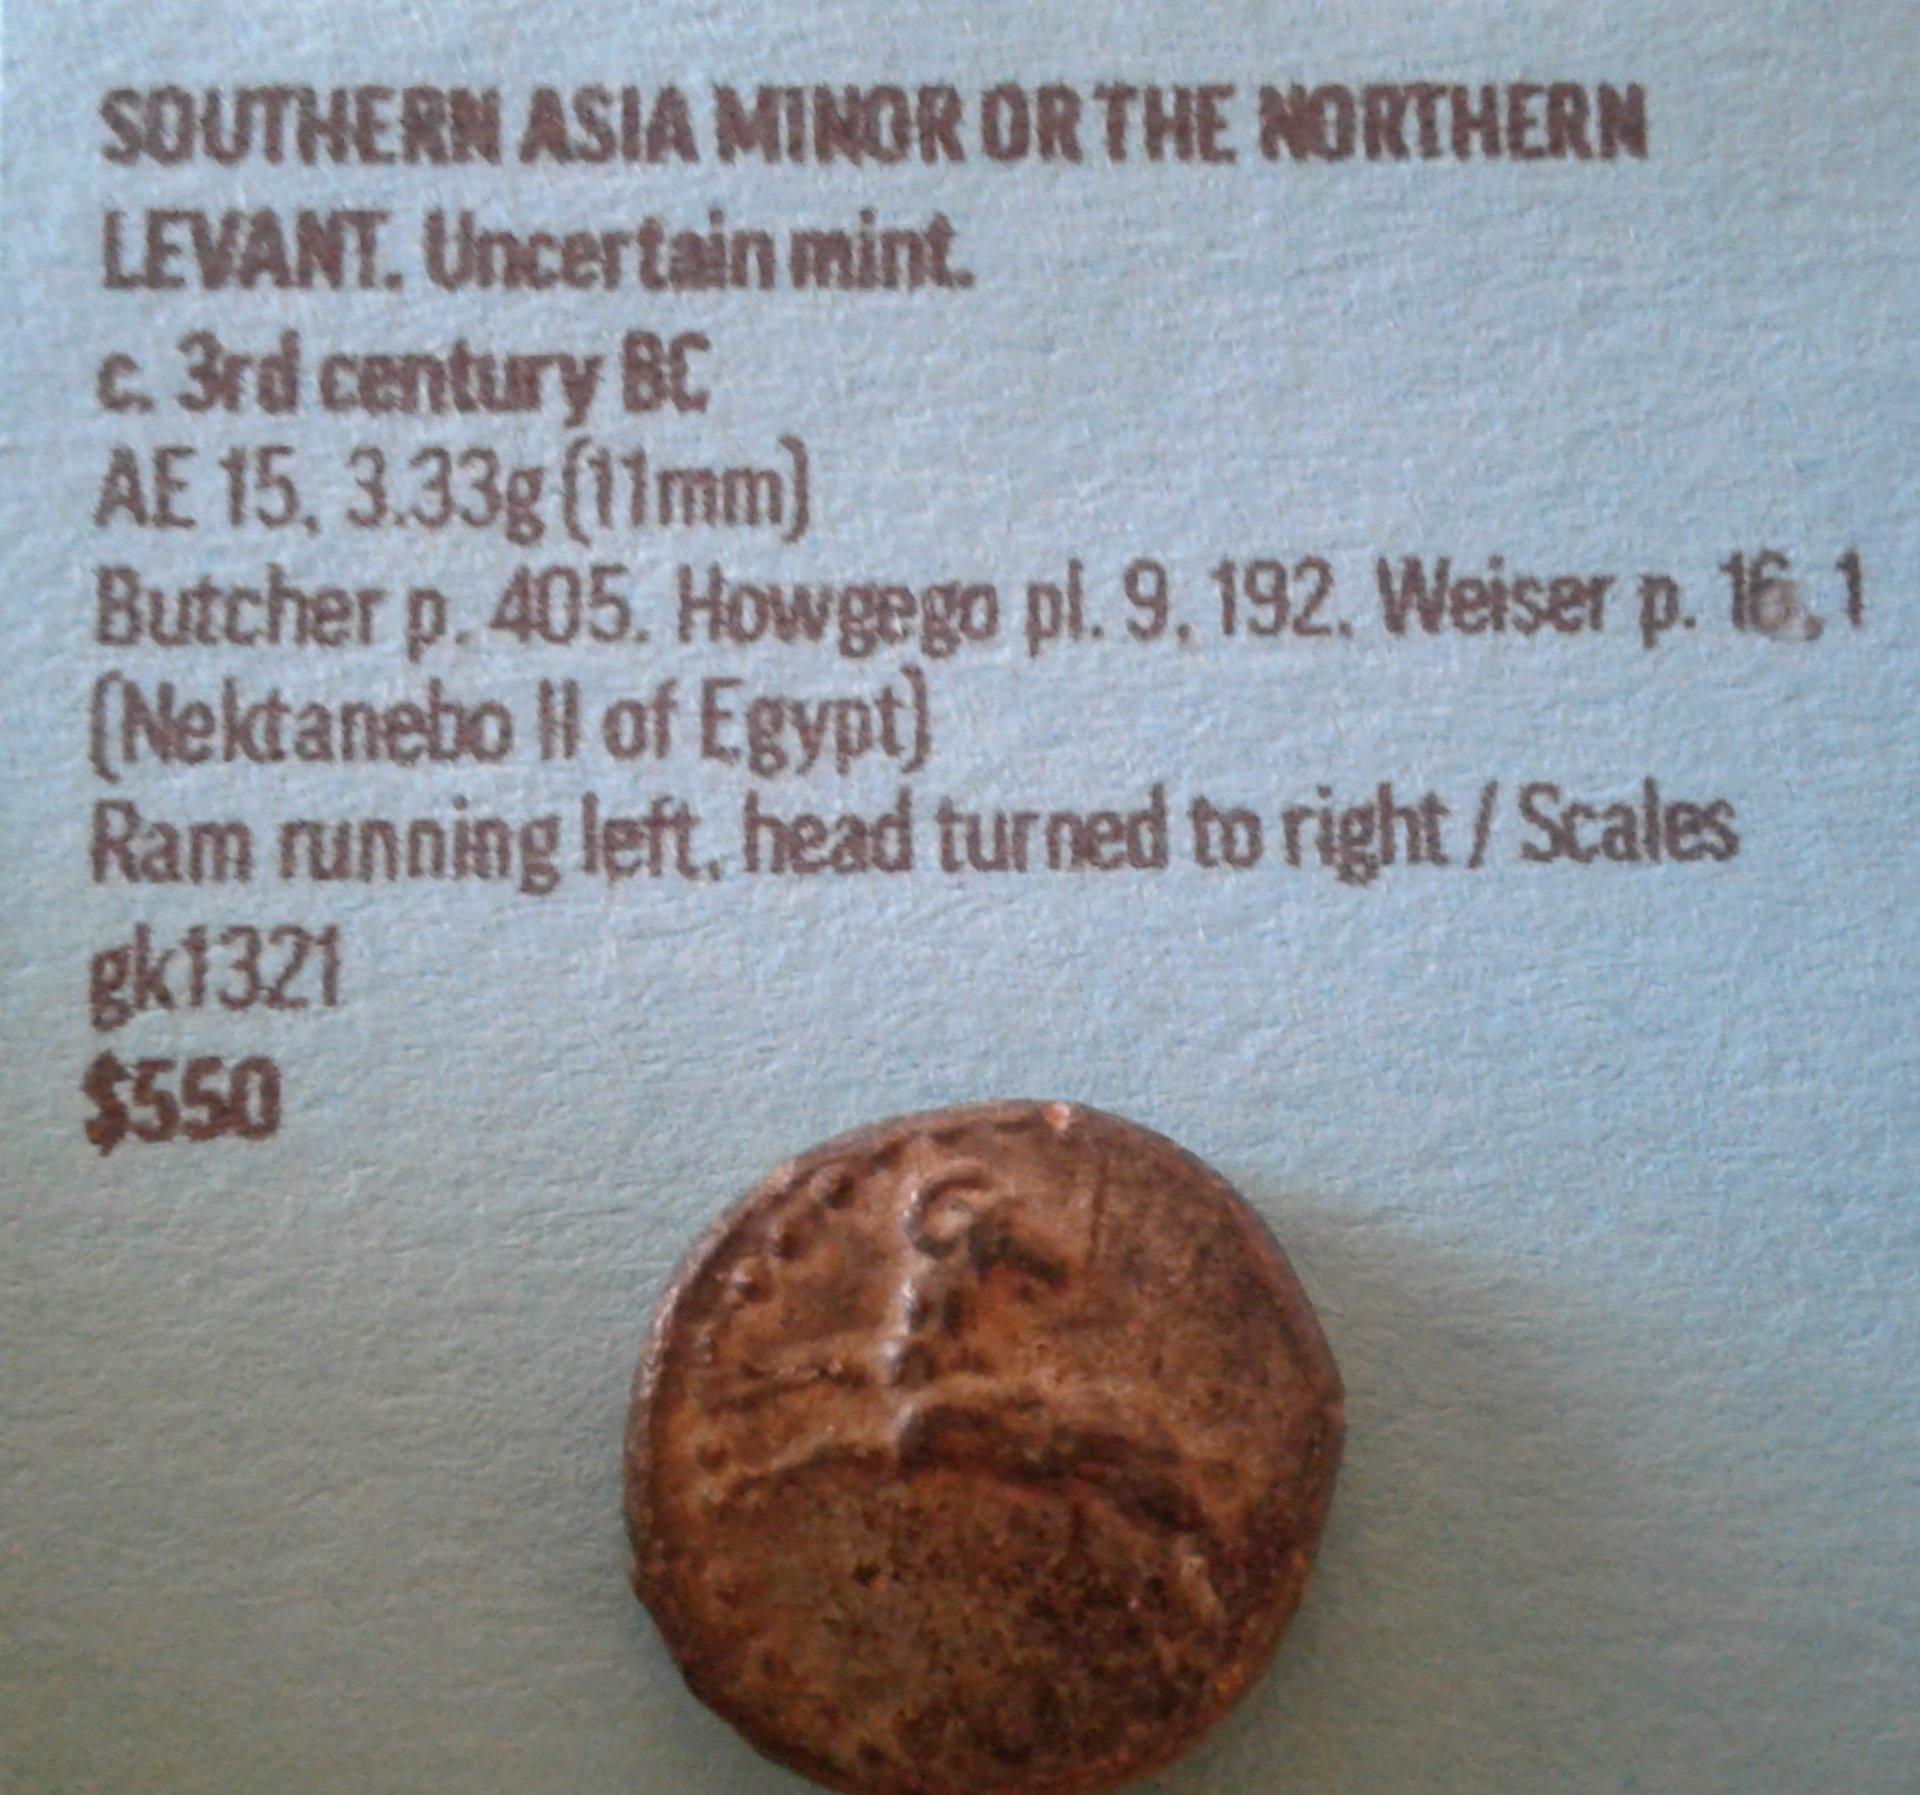 SOUTHERN ASIA MINOR OR THE NORTHERN
LEVANT. Uncertain mint.
c. 3rd century BC
AE 15, 3.33g (11mm)
Butcher p. 405. Howgego pl. 9, 192. Weiser p. 16, 1
(Nektanebo II of Egypt)
Ram running left, head turned to right / Scales
gk1321
$550